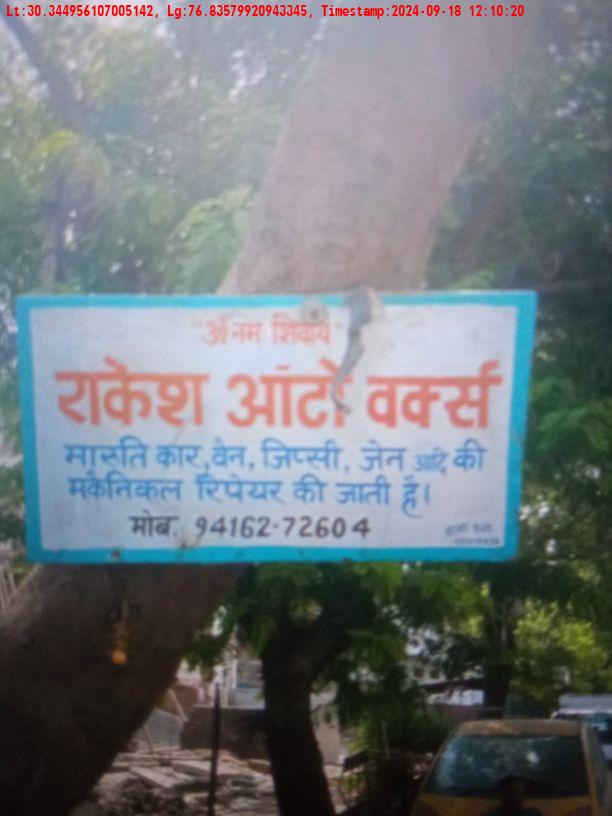 Lt:30.344956107005142, Lg:76.83579920943345, Timestamp:2024-09-18 12:10:20
"ॐ नम शिवाय"
राकेश ऑटो वर्क्स
मारुति कार, वेन, जिप्सी, जेन आदि की
मकेनिकल रिपेयर की जाती है।
मोब. 94162-72604